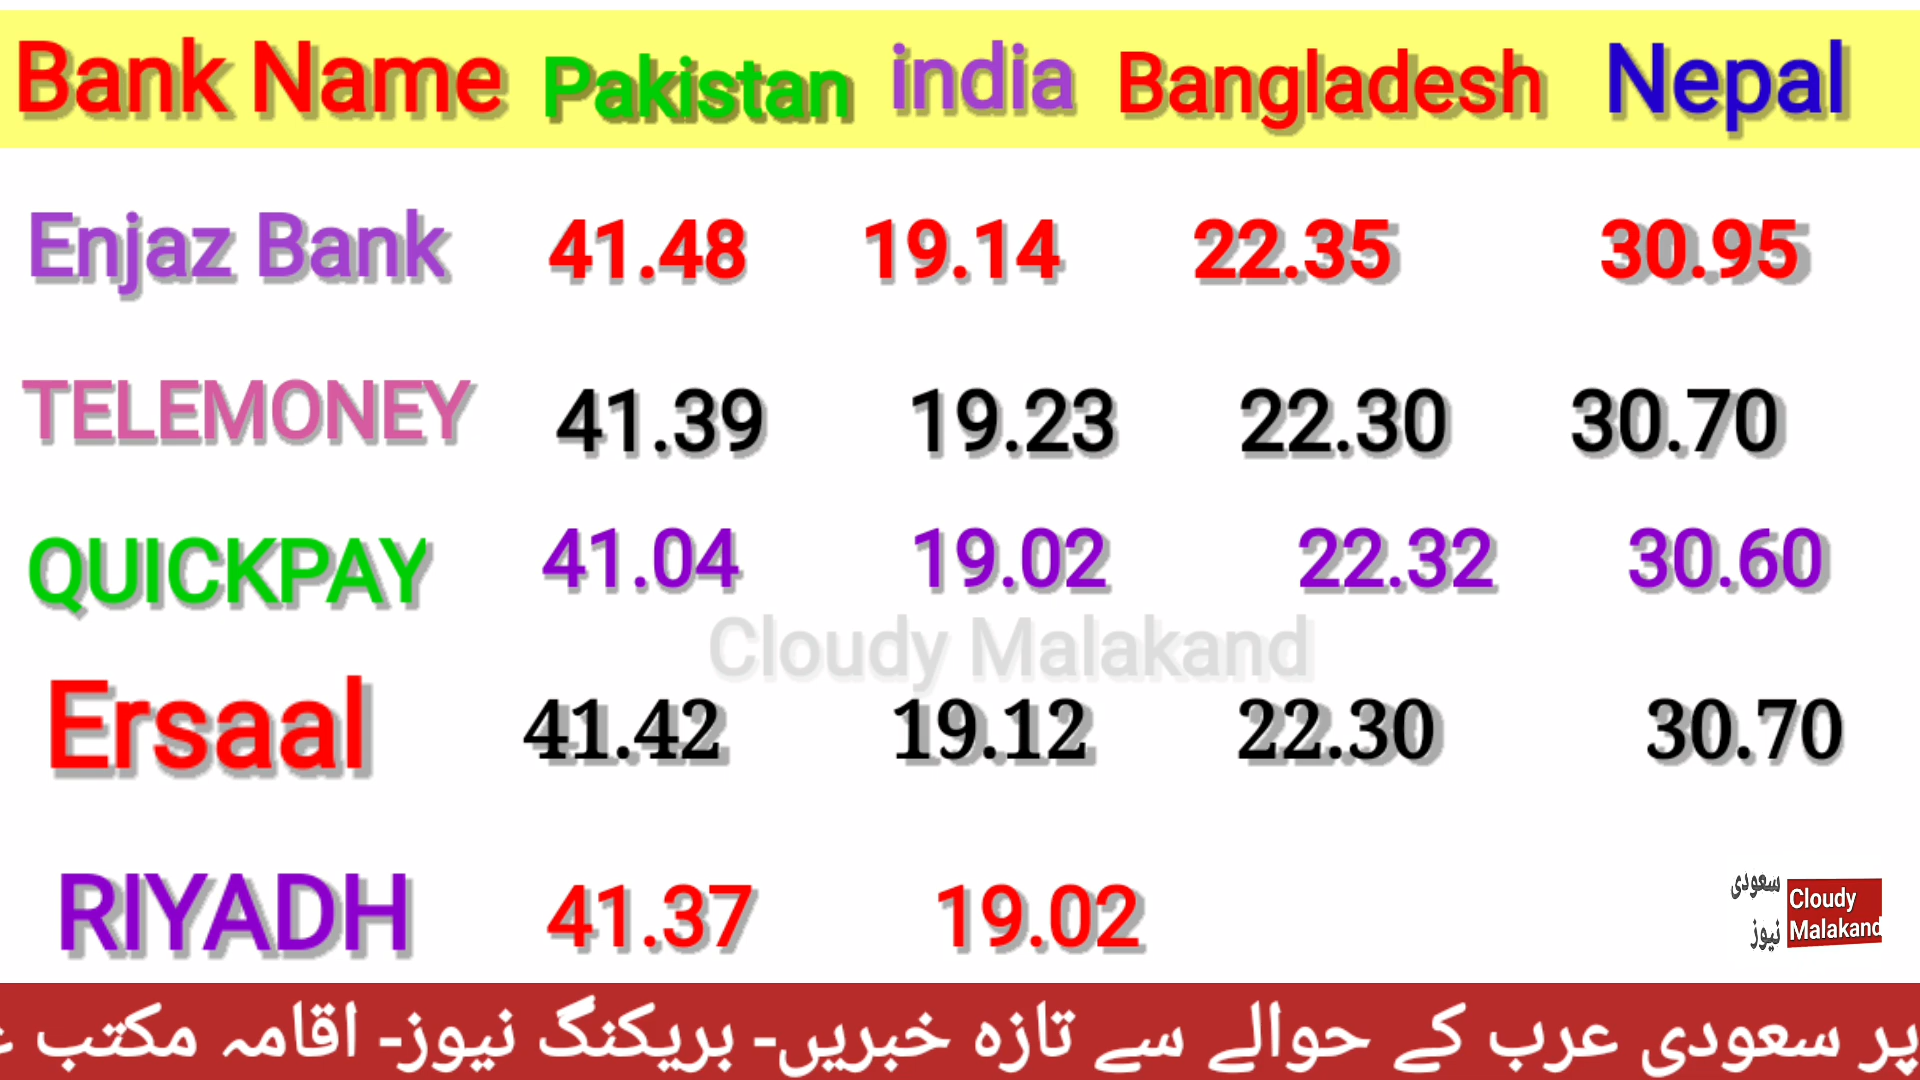 Bank Name Pakistan india Bangladesh Nepal
Enjaz Bank 41.48 19.14 22.35 30.95
TELEMONEY 41.39 19.23 22.30 30.70
QUICKPAY 41.04 19.02 22.32 30.60
Cloudy Malakand
Ersaal 41.42 19.12 22.30 30.70
RIYADH 41.37 19.02
سعودی
نیوز
Cloudy
Malakand
پر سعودی عرب کے حوالے سے تازہ خبریں- بریکنگ نیوز- اقامہ مکتب